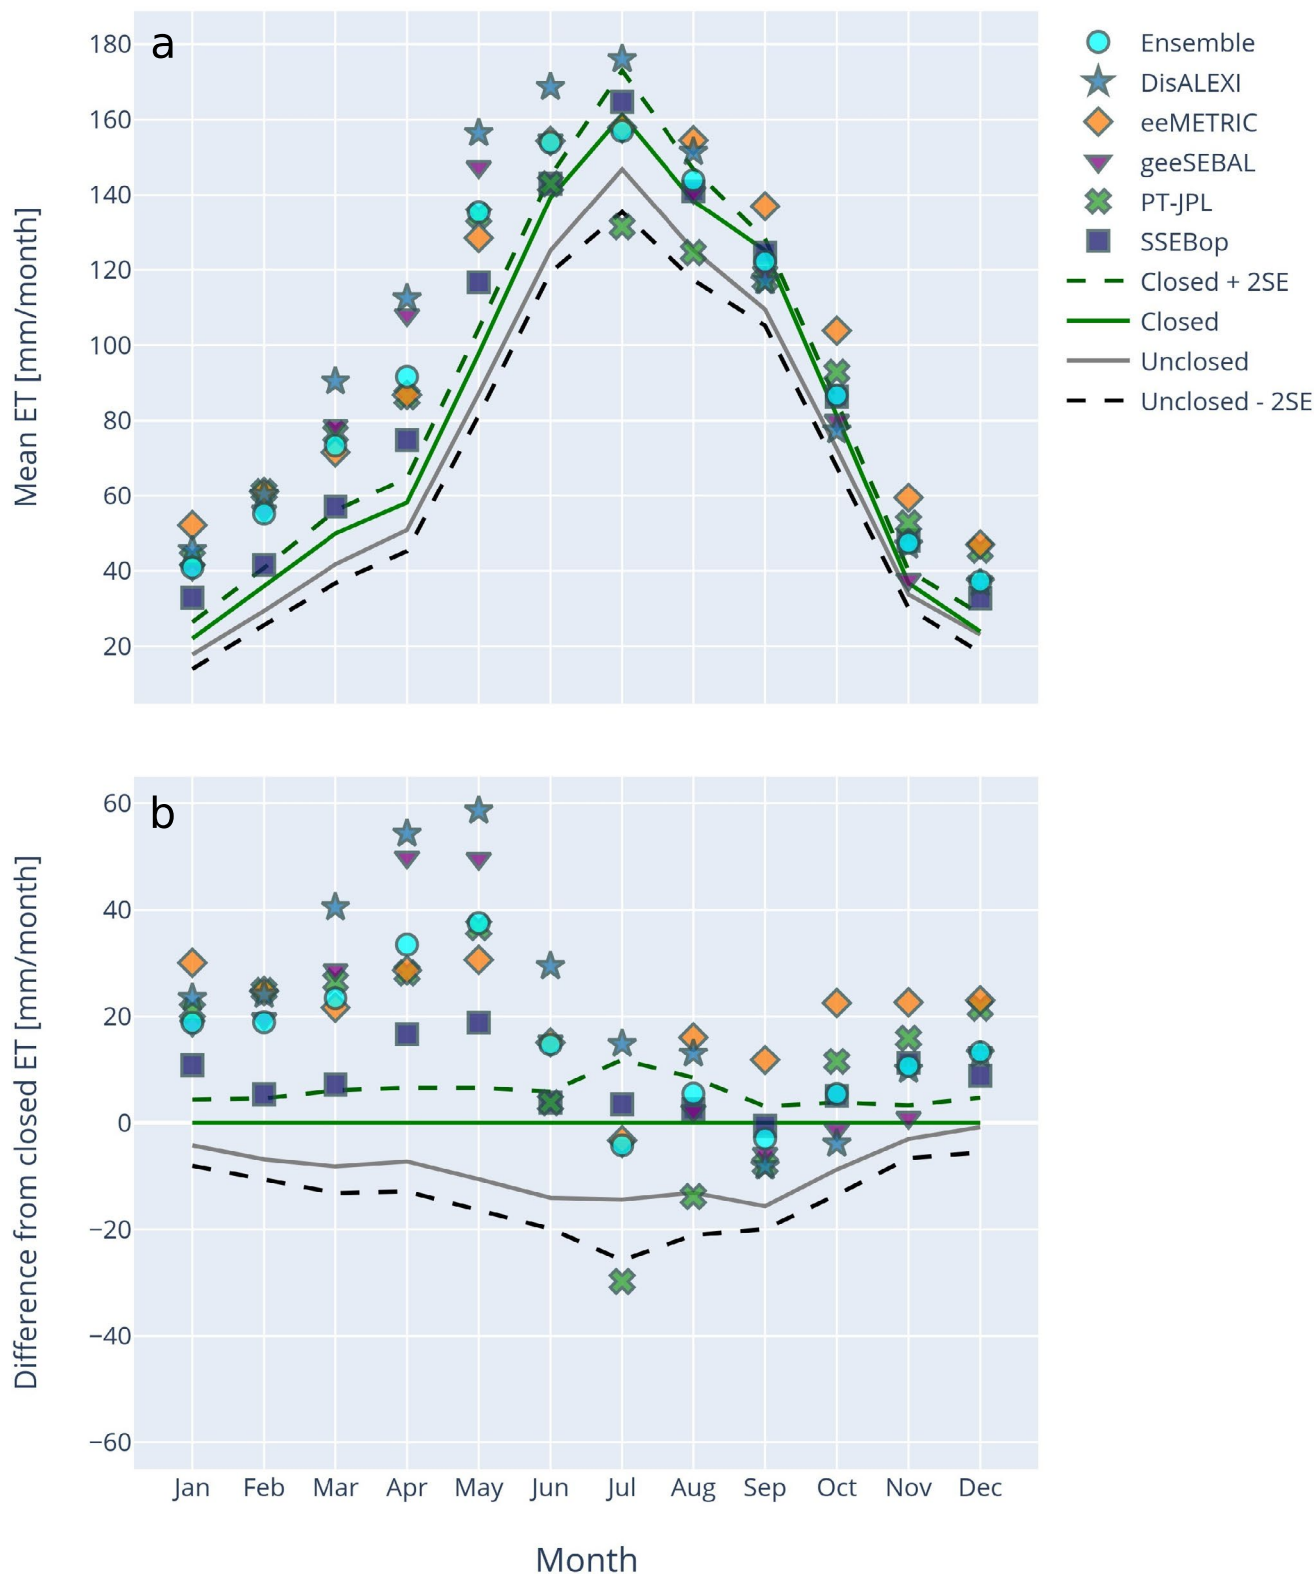 a
180
160
140
120
100
80
60
40
20
Mean ET [mm/month]
Ensemble
DisALEXI
eeMETRIC
geeSEBAL
PT-JPL
SSEBop
Closed + 2SE
Closed
Unclosed
Unclosed - 2SE
b
60
40
20
0
−20
−40
−60
Difference from closed ET [mm/month]
Jan Feb Mar Apr May Jun Jul Aug Sep Oct Nov Dec
Month